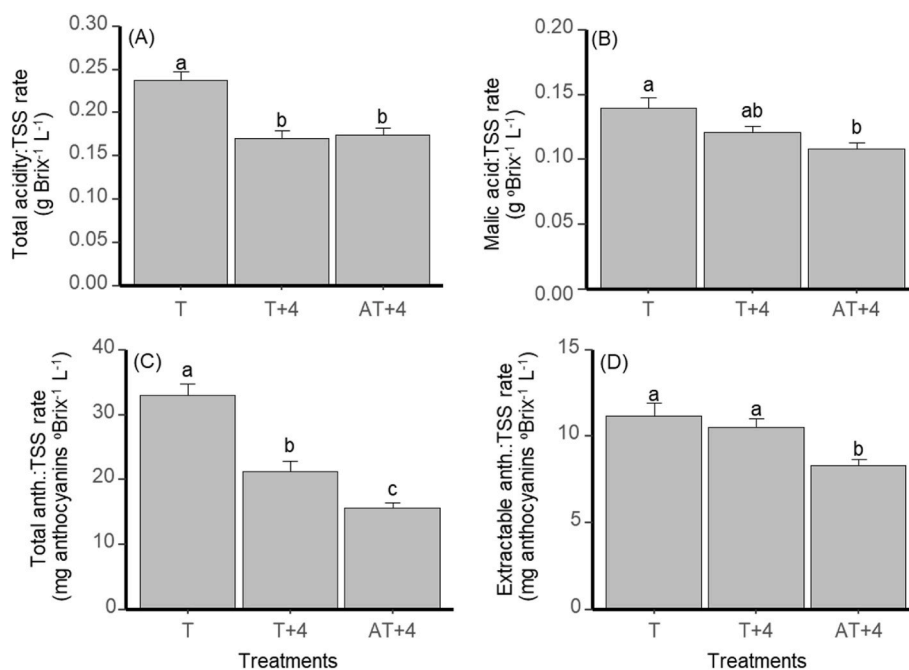 (A)
Total acidity:TSS rate
(g Brix⁻¹ L⁻¹)
0.30
0.25
0.20
0.15
0.10
0.05
0.00
a
b
b
T
T+4
AT+4
(B)
Malic acid:TSS rate
(g ºBrix⁻¹ L⁻¹)
0.20
0.15
0.10
0.05
0.00
a
ab
b
T
T+4
AT+4
(C)
Total anth.:TSS rate
(mg anthocyanins ºBrix⁻¹ L⁻¹)
40
30
20
10
0
a
b
c
T
T+4
AT+4
Treatments
(D)
Extractable anth.:TSS rate
(mg anthocyanins ºBrix⁻¹ L⁻¹)
15
10
5
0
a
a
b
T
T+4
AT+4
Treatments